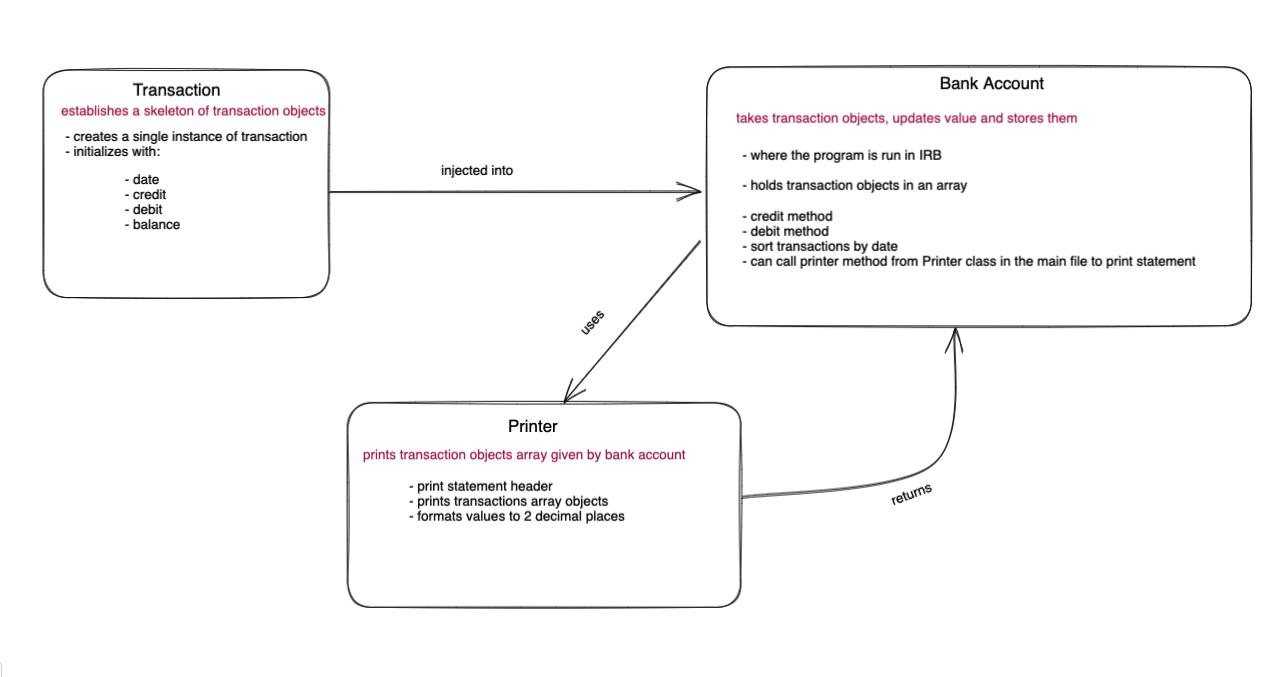 Transaction
establishes a skeleton of transaction objects
- creates a single instance of transaction
- initializes with:
- date
- credit
- debit
- balance
injected into
Bank Account
takes transaction objects, updates value and stores them
- where the program is run in IRB
- holds transaction objects in an array
- credit method
- debit method
- sort transactions by date
- can call printer method from Printer class in the main file to print statement
uses
Printer
prints transaction objects array given by bank account
- print statement header
- prints transactions array objects
- formats values to 2 decimal places
returns